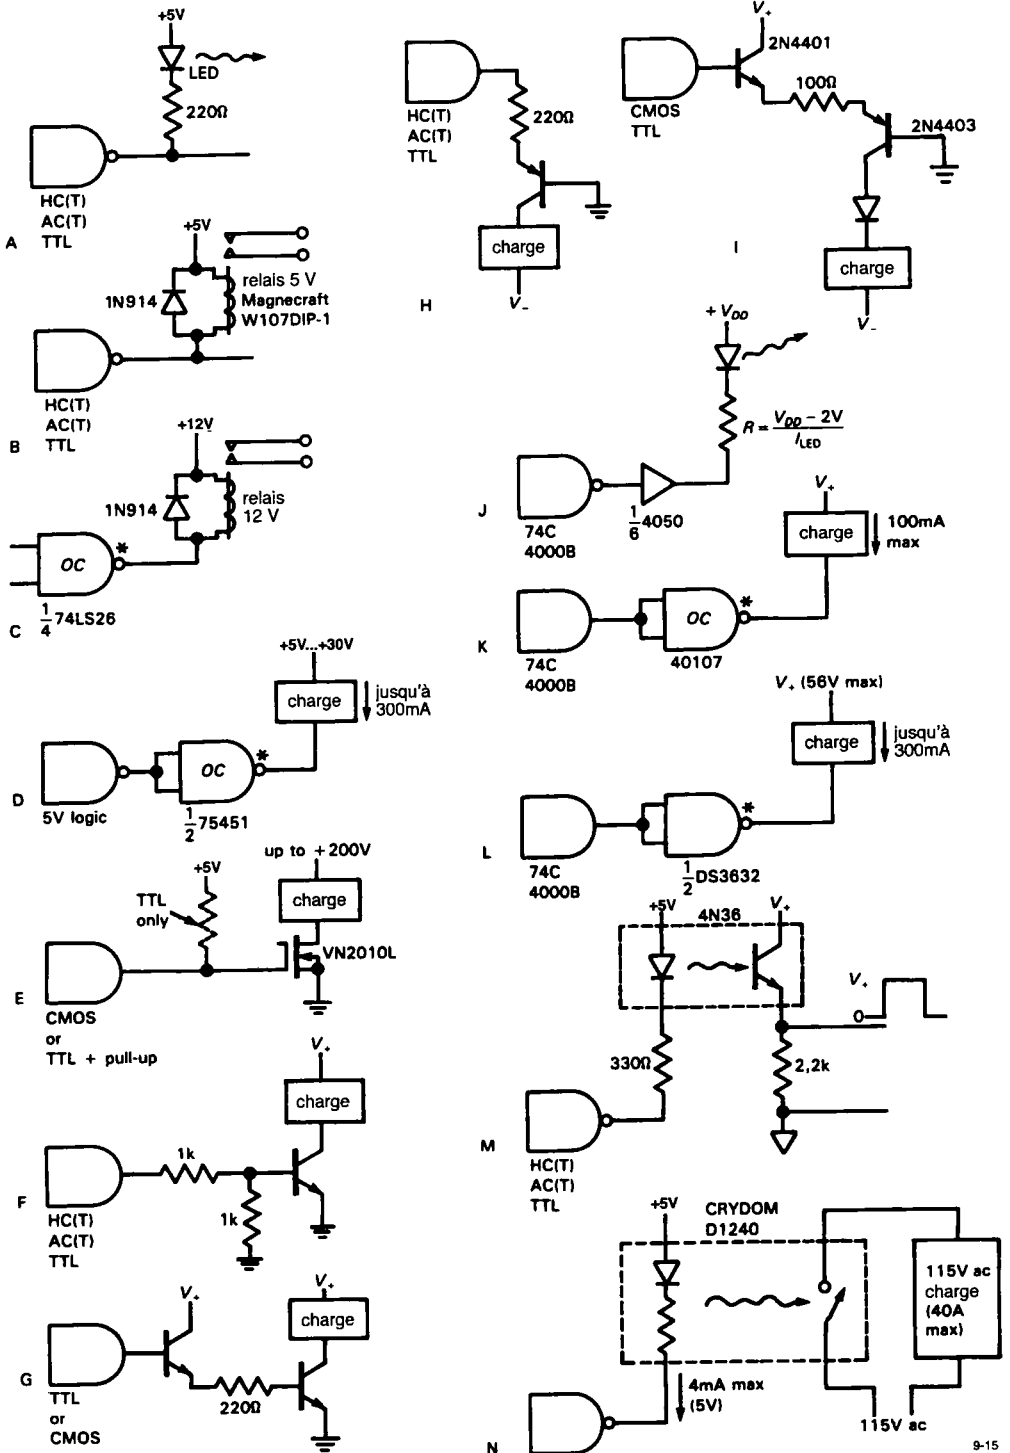 +5V
LED
220Ω
HC(T)
AC(T)
TTL
A
+5V
1N914
relais 5 V
Magnecraft
W107DIP-1
HC(T)
AC(T)
TTL
B
+12V
1N914
relais
12 V
OC
*
1/4 74LS26
C
+5V...+30V
charge
jusqu'à
300mA
OC
*
D
5V logic
1/2 75451
up to +200V
+5V
TTL
only
charge
VN2010L
E
CMOS
or
TTL + pull-up
V+
charge
1k
1k
F
HC(T)
AC(T)
TTL
V+
V+
charge
G
220Ω
TTL
or
CMOS
HC(T)
AC(T)
TTL
220Ω
charge
H
V−
V+
2N4401
CMOS
TTL
100Ω
2N4403
I
charge
V−
+ VDD
R = VDD − 2V / ILED
J
74C
4000B
1/6 4050
V+
charge
100mA
max
OC
*
K
74C
4000B
40107
V+ (56V max)
charge
jusqu'à
300mA
*
L
74C
4000B
1/2 DS3632
+5V
4N36
V+
V+
0
330Ω
2,2k
M
HC(T)
AC(T)
TTL
+5V
CRYDOM
D1240
115V ac
charge
(40A
max)
4mA max
(5V)
115V ac
N
9-15